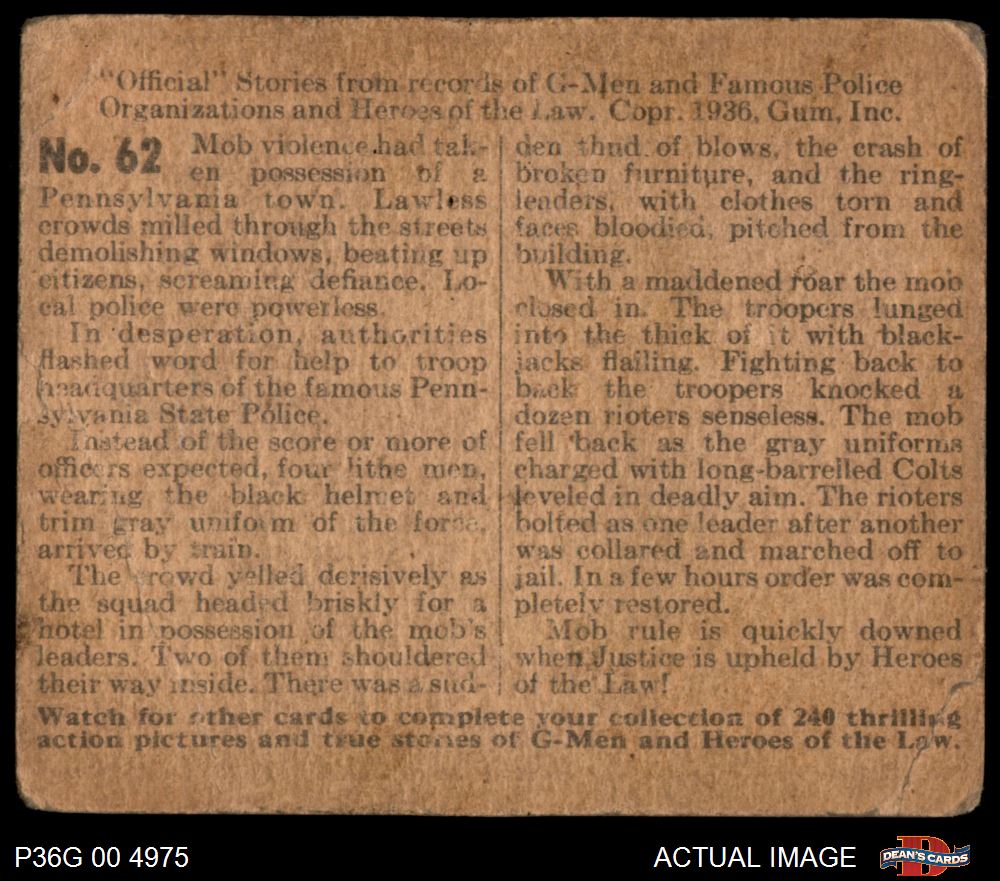 "Official" Stories from records of G-Men and Famous Police
Organizations and Heroes of the Law. Copr. 1936, Gum, Inc.
No. 62 Mob violence had tak-
en possession of a
Pennsylvania town. Lawless
crowds milled through the streets
demolishing windows, beating up
citizens, screaming defiance. Lo-
cal police were powerless.
In desperation, authorities
flashed word for help to troop
headquarters of the famous Penn-
sylvania State Police.
Instead of the score or more of
officers expected, four lithe men,
wearing the black helmet and
trim gray uniform of the force,
arrived by train.
The crowd yelled derisively as
the squad headed briskly for a
hotel in possession of the mob's
leaders. Two of them shouldered
their way inside. There was a sud-
den thud of blows, the crash of
broken furniture, and the ring-
leaders, with clothes torn and
faces bloodied, pitched from the
building.
With a maddened roar the mob
closed in. The troopers lunged
into the thick of it with black-
jacks flailing. Fighting back to
back the troopers knocked a
dozen rioters senseless. The mob
fell back as the gray uniforms
charged with long-barrelled Colts
leveled in deadly aim. The rioters
bolted as one leader after another
was collared and marched off to
jail. In a few hours order was com-
pletely restored.
Mob rule is quickly downed
when Justice is upheld by Heroes
of the Law!
Watch for other cards to complete your collection of 240 thrilling
action pictures and true stories of G-Men and Heroes of the Law.
P36G 00 4975
ACTUAL IMAGE
DEAN'S CARDS